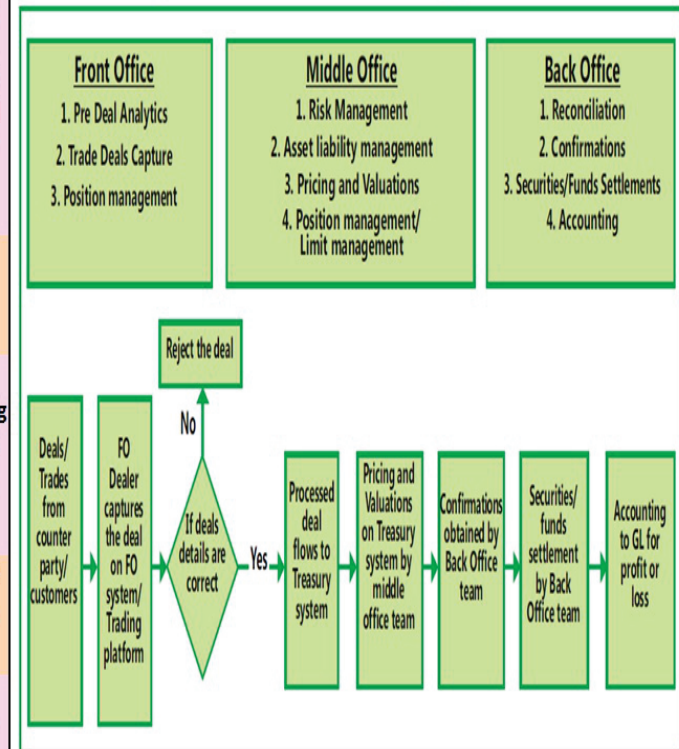 Front Office
1. Pre Deal Analytics
2. Trade Deals Capture
3. Position management
Middle Office
1. Risk Management
2. Asset liability management
3. Pricing and Valuations
4. Position management/
Limit management
Back Office
1. Reconciliation
2. Confirmations
3. Securities/Funds Settlements
4. Accounting
Reject the deal
No
Deals/
Trades
from
counter
party/
customers
FO
Dealer
captures
the deal
on FO
system/
Trading
platform
If deals
details are
correct
Yes
Processed
deal
flows to
Treasury
system
Pricing and
Valuations
on Treasury
system by
middle
office team
Confirmations
obtained by
Back Office
team
Securities/
funds
settlement
by Back
Office team
Accounting
to GL for
profit or
loss